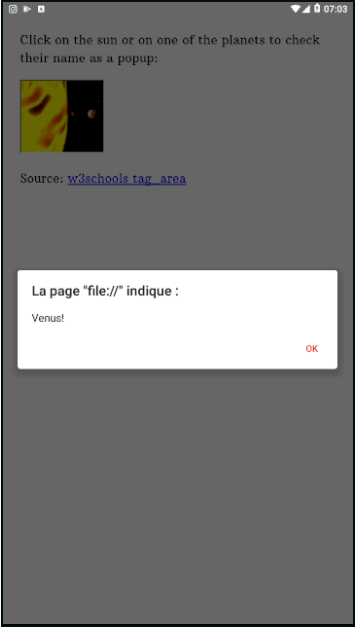 07:03
Click on the sun or on one of the planets to check
their name as a popup:
Source: w3schools tag_area
La page "file://" indique :
Venus!
OK